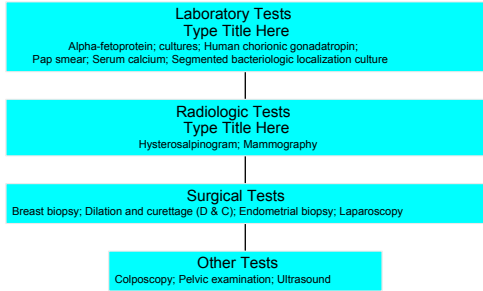 Laboratory Tests
Type Title Here
Alpha-fetoprotein; cultures; Human chorionic gonadatropin;
Pap smear; Serum calcium; Segmented bacteriologic localization culture
Radiologic Tests
Type Title Here
Hysterosalpinogram; Mammography
Surgical Tests
Breast biopsy; Dilation and curettage (D & C); Endometrial biopsy; Laparoscopy
Other Tests
Colposcopy; Pelvic examination; Ultrasound